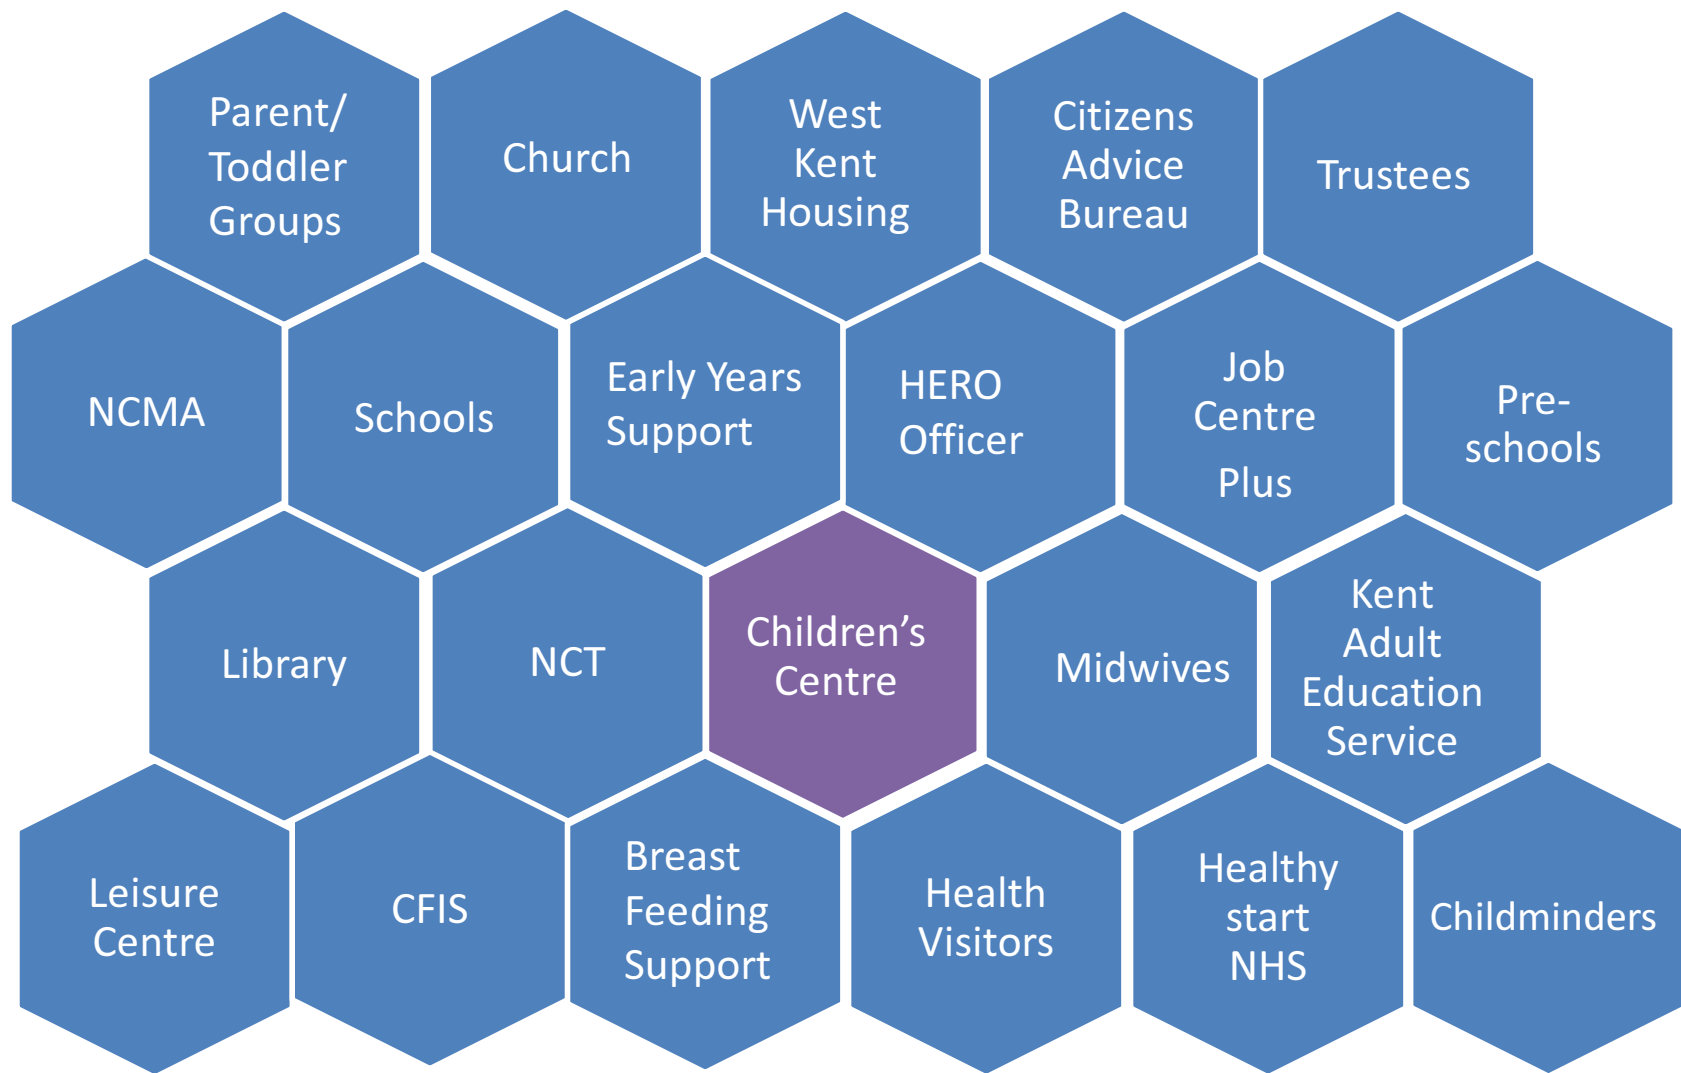 Parent/
Toddler
Groups
Church
West
Kent
Housing
Citizens
Advice
Bureau
Trustees
NCMA
Schools
Early Years
Support
HERO
Officer
Job
Centre
Plus
Pre-
schools
Library
NCT
Children’s
Centre
Midwives
Kent
Adult
Education
Service
Leisure
Centre
CFIS
Breast
Feeding
Support
Health
Visitors
Healthy
start
NHS
Childminders